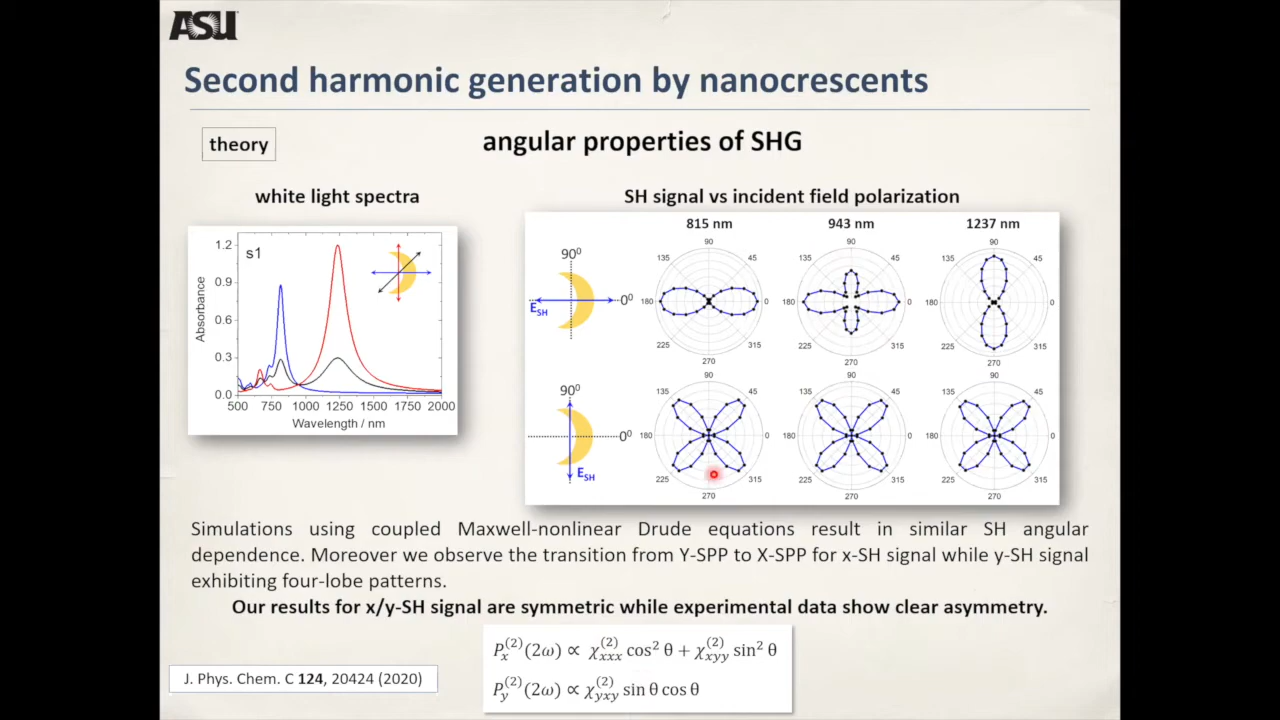 ASU
Second harmonic generation by nanocrescents
theory
angular properties of SHG
white light spectra
SH signal vs incident field polarization
s1
Absorbance
1.2
0.9
0.6
0.3
0.0
500 750 1000 1250 1500 1750 2000
Wavelength / nm
815 nm 943 nm 1237 nm
90⁰
0⁰
E_SH
90
135 45
180 0
225 315
270
90
135 45
180 0
225 315
270
90
135 45
180 0
225 315
270
90⁰
0⁰
E_SH
90
135 45
180 0
225 315
270
90
135 45
180 0
225 315
270
90
135 45
180 0
225 315
270
Simulations using coupled Maxwell-nonlinear Drude equations result in similar SH angular
dependence. Moreover we observe the transition from Y-SPP to X-SPP for x-SH signal while y-SH signal
exhibiting four-lobe patterns.
Our results for x/y-SH signal are symmetric while experimental data show clear asymmetry.
P_x^(2)(2ω) ∝ χ_xxx^(2) cos² θ + χ_xyy^(2) sin² θ
P_y^(2)(2ω) ∝ χ_yxy^(2) sin θ cos θ
J. Phys. Chem. C 124, 20424 (2020)